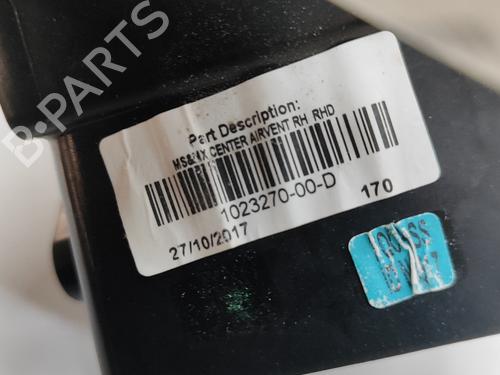 B-PARTS
Part Description:
MS&MX CENTER AIRVENT RH RHD
1023270-00-D
170
27/10/2017